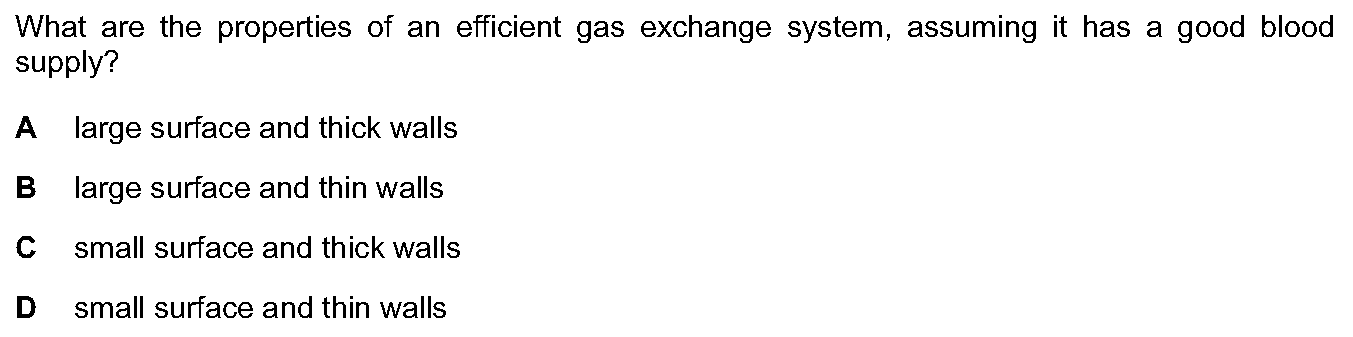 What are the properties of an efficient gas exchange system, assuming it has a good blood
supply?
A large surface and thick walls
B large surface and thin walls
C small surface and thick walls
D small surface and thin walls